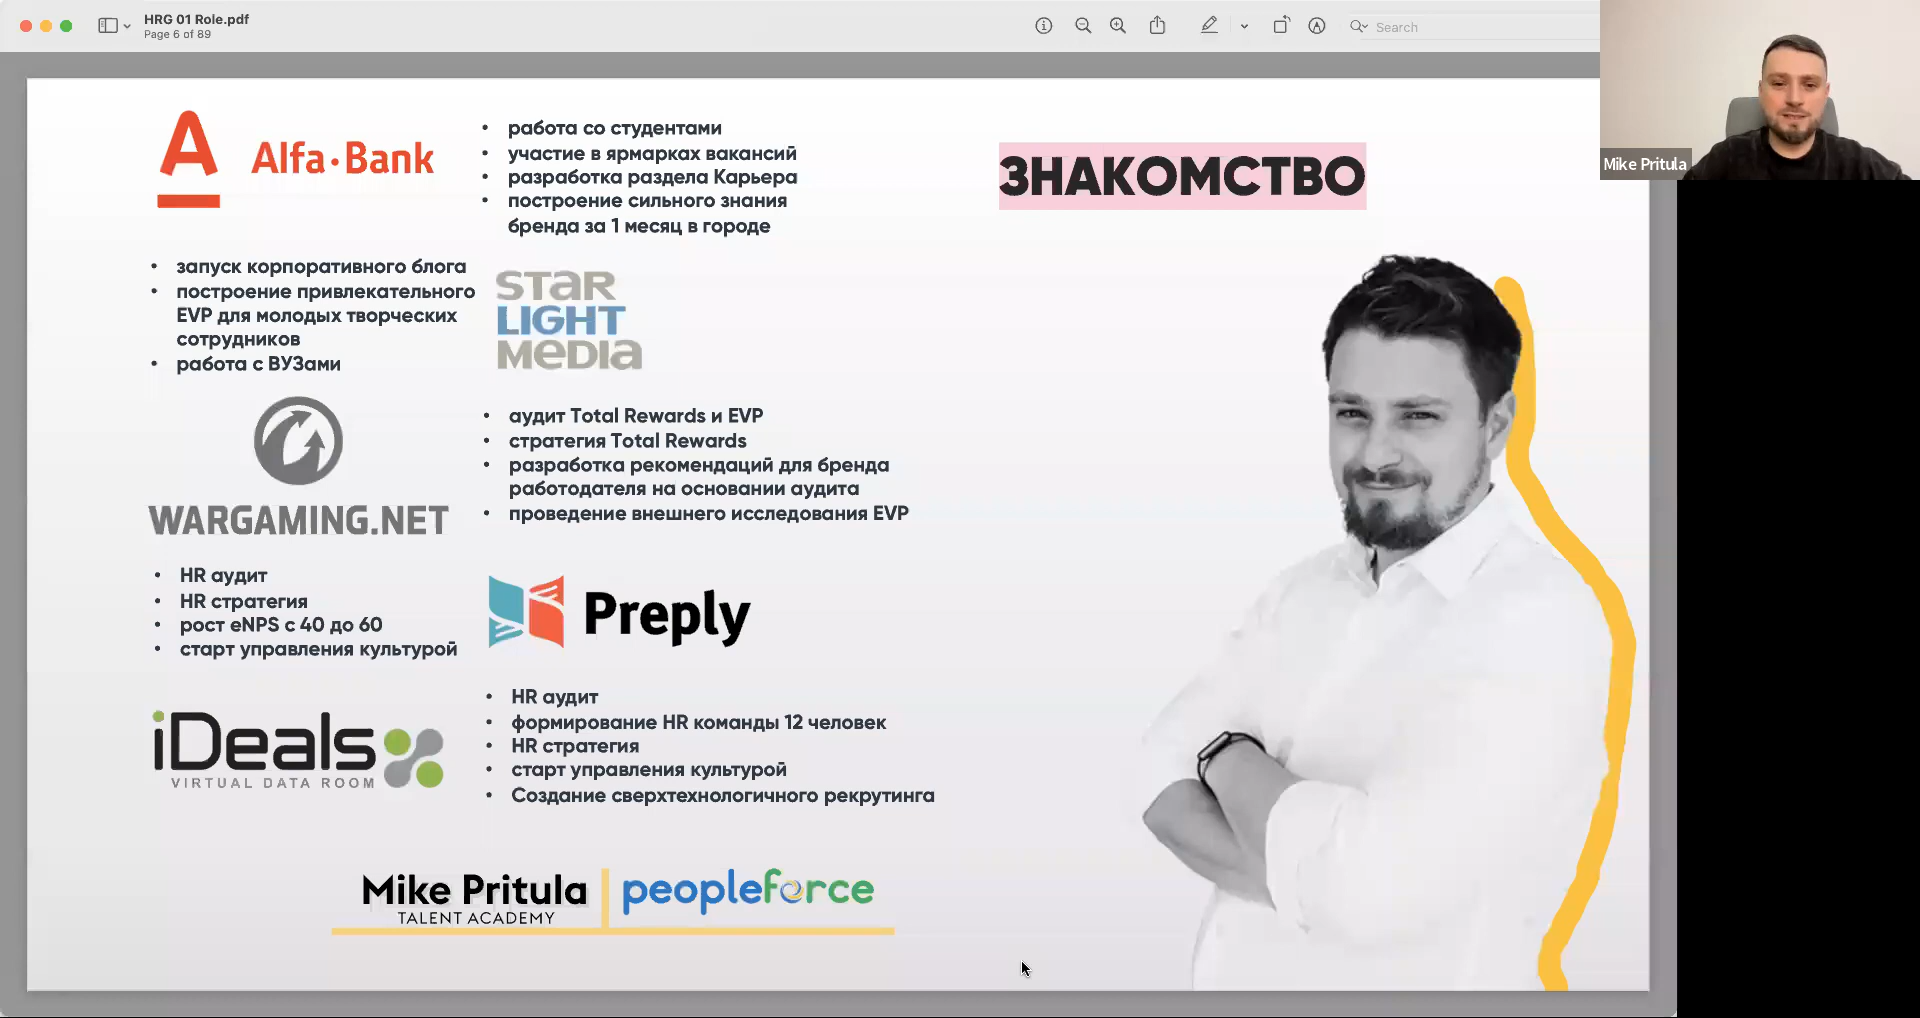 HRG 01 Role.pdf
Page 6 of 89
Search
Mike Pritula
Alfa·Bank
• работа со студентами
• участие в ярмарках вакансий
• разработка раздела Карьера
• построение сильного знания
бренда за 1 месяц в городе
ЗНАКОМСТВО
• запуск корпоративного блога
• построение привлекательного
EVP для молодых творческих
сотрудников
• работа с ВУЗами
STAR
LIGHT
MEDIA
WARGAMING.NET
• аудит Total Rewards и EVP
• стратегия Total Rewards
• разработка рекомендаций для бренда
работодателя на основании аудита
• проведение внешнего исследования EVP
• HR аудит
• HR стратегия
• рост eNPS с 40 до 60
• старт управления культурой
Preply
iDeals
VIRTUAL DATA ROOM
• HR аудит
• формирование HR команды 12 человек
• HR стратегия
• старт управления культурой
• Создание сверхтехнологичного рекрутинга
Mike Pritula
TALENT ACADEMY
peopleforce